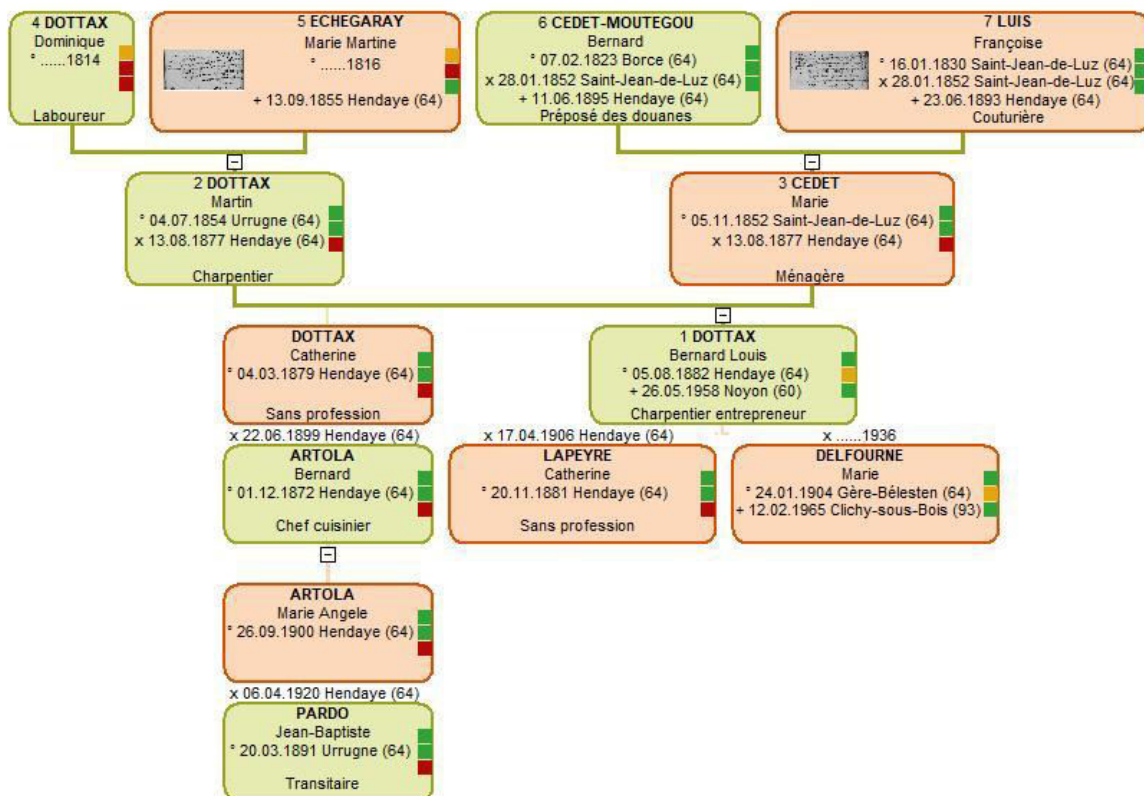 4 DOTTAX
Dominique
° ......1814
Laboureur
5 ECHEGARAY
Marie Martine
° ......1816
+ 13.09.1855 Hendaye (64)
6 CEDET-MOUTEGOU
Bernard
° 07.02.1823 Borce (64)
x 28.01.1852 Saint-Jean-de-Luz (64)
+ 11.06.1895 Hendaye (64)
Préposé des douanes
7 LUIS
Françoise
° 16.01.1830 Saint-Jean-de-Luz (64)
x 28.01.1852 Saint-Jean-de-Luz (64)
+ 23.06.1893 Hendaye (64)
Couturière
2 DOTTAX
Martin
° 04.07.1854 Urrugne (64)
x 13.08.1877 Hendaye (64)
Charpentier
3 CEDET
Marie
° 05.11.1852 Saint-Jean-de-Luz (64)
x 13.08.1877 Hendaye (64)
Ménagère
DOTTAX
Catherine
° 04.03.1879 Hendaye (64)
Sans profession
x 22.06.1899 Hendaye (64)
ARTOLA
Bernard
° 01.12.1872 Hendaye (64)
Chef cuisinier
1 DOTTAX
Bernard Louis
° 05.08.1882 Hendaye (64)
+ 26.05.1958 Noyon (60)
Charpentier entrepreneur
x 17.04.1906 Hendaye (64)
LAPEYRE
Catherine
° 20.11.1881 Hendaye (64)
Sans profession
x ......1936
DELFOURNE
Marie
° 24.01.1904 Gère-Bélesten (64)
+ 12.02.1965 Clichy-sous-Bois (93)
ARTOLA
Marie Angele
° 26.09.1900 Hendaye (64)
x 06.04.1920 Hendaye (64)
PARDO
Jean-Baptiste
° 20.03.1891 Urrugne (64)
Transitaire